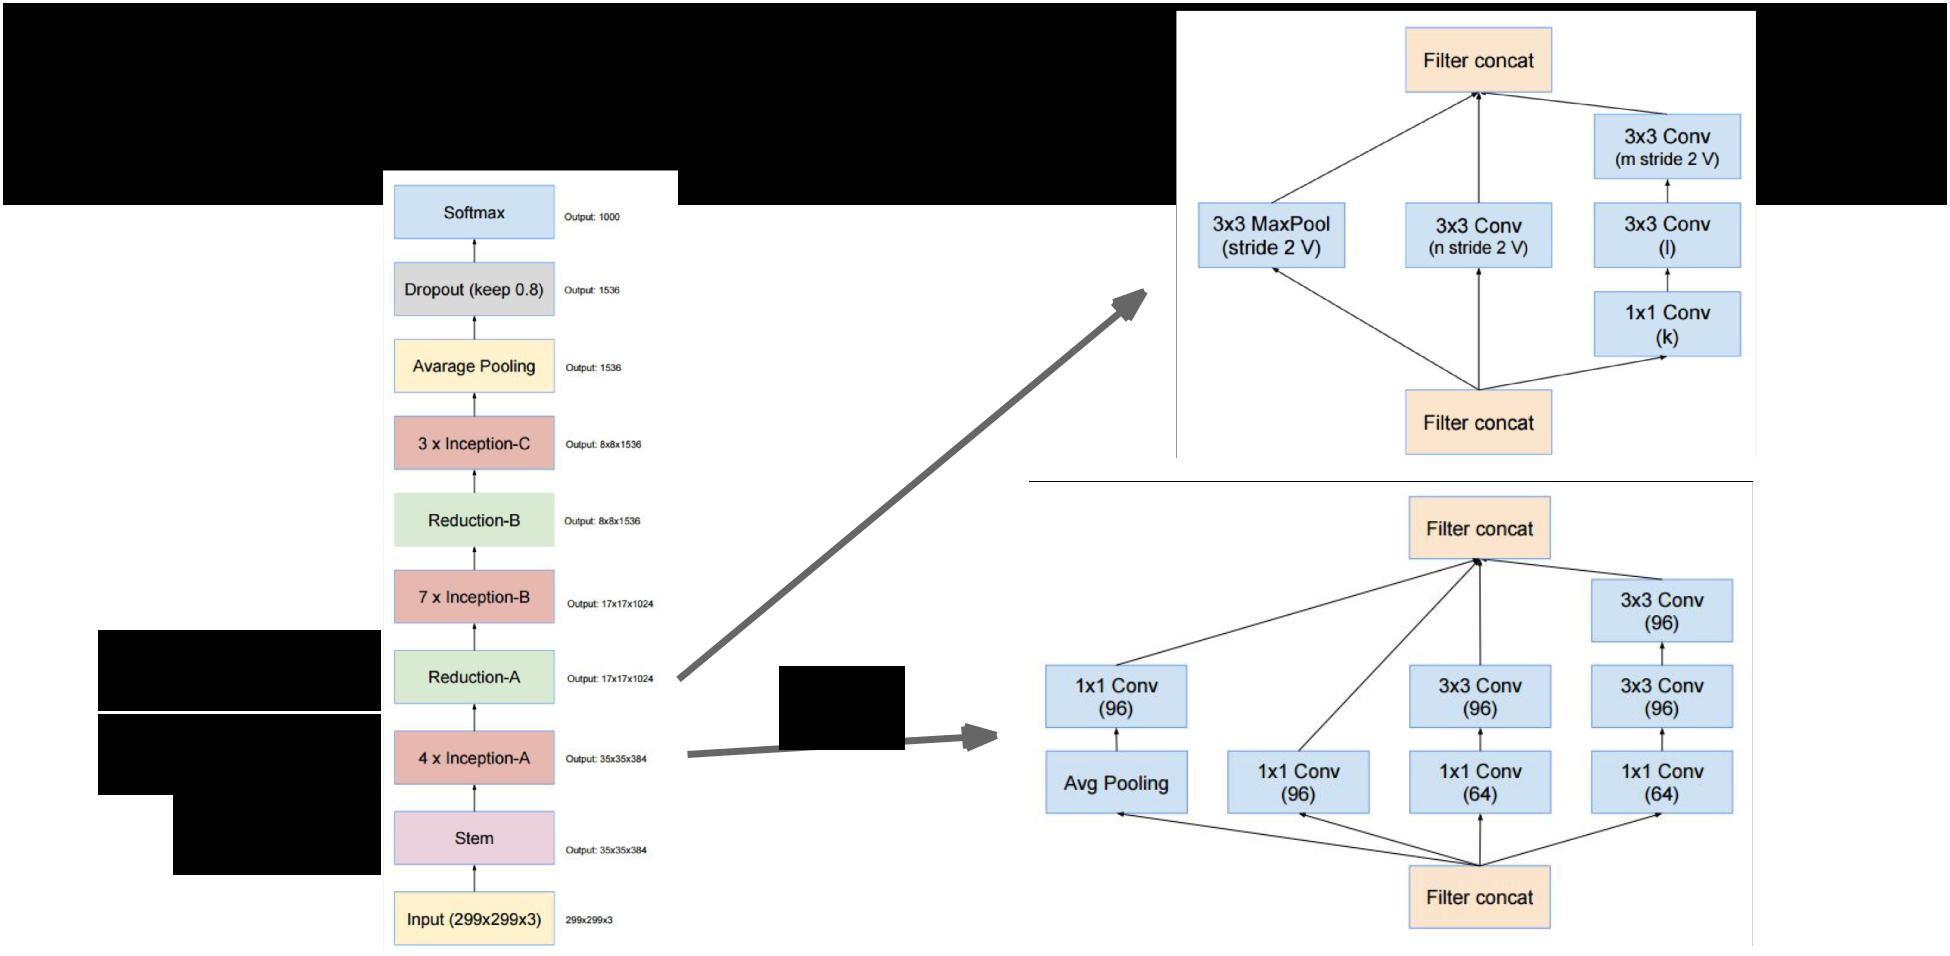 Softmax
Output: 1000
Dropout (keep 0.8)
Output: 1536
Avarage Pooling
Output: 1536
3 x Inception-C
Output: 8x8x1536
Reduction-B
Output: 8x8x1536
7 x Inception-B
Output: 17x17x1024
Reduction-A
Output: 17x17x1024
4 x Inception-A
Output: 35x35x384
Stem
Output: 35x35x384
Input (299x299x3)
299x299x3
Filter concat
3x3 Conv
(m stride 2 V)
3x3 MaxPool
(stride 2 V)
3x3 Conv
(n stride 2 V)
3x3 Conv
(l)
1x1 Conv
(k)
Filter concat
Filter concat
3x3 Conv
(96)
1x1 Conv
(96)
3x3 Conv
(96)
3x3 Conv
(96)
Avg Pooling
1x1 Conv
(96)
1x1 Conv
(64)
1x1 Conv
(64)
Filter concat